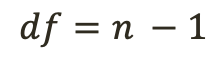 df = n − 1